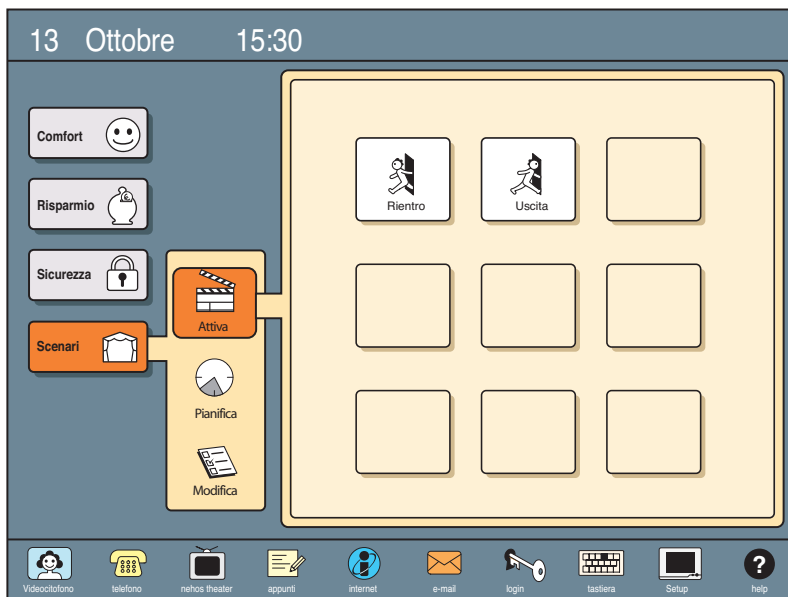 13 Ottobre 15:30
Comfort
Risparmio
Sicurezza
Scenari
Attiva
Pianifica
Modifica
Rientro
Uscita
Videocitofono
telefono
nehos theater
appunti
internet
e-mail
login
tastiera
Setup
help